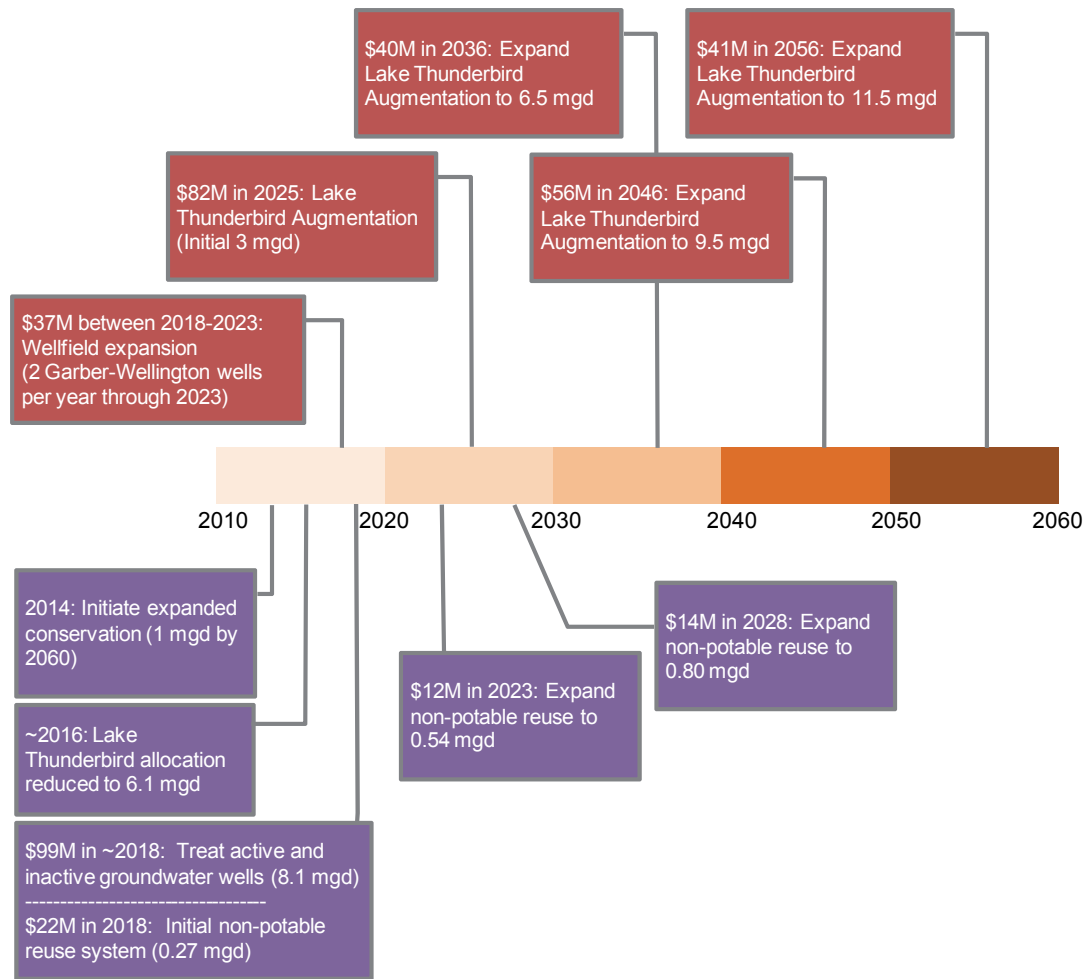 $40M in 2036: Expand
Lake Thunderbird
Augmentation to 6.5 mgd
$41M in 2056: Expand
Lake Thunderbird
Augmentation to 11.5 mgd
$82M in 2025: Lake
Thunderbird Augmentation
(Initial 3 mgd)
$56M in 2046: Expand
Lake Thunderbird
Augmentation to 9.5 mgd
$37M between 2018-2023:
Wellfield expansion
(2 Garber-Wellington wells
per year through 2023)
2010 2020 2030 2040 2050 2060
2014: Initiate expanded
conservation (1 mgd by
2060)
$14M in 2028: Expand
non-potable reuse to
0.80 mgd
$12M in 2023: Expand
non-potable reuse to
0.54 mgd
~2016: Lake
Thunderbird allocation
reduced to 6.1 mgd
$99M in ~2018: Treat active and
inactive groundwater wells (8.1 mgd)
-----------------------------------
$22M in 2018: Initial non-potable
reuse system (0.27 mgd)